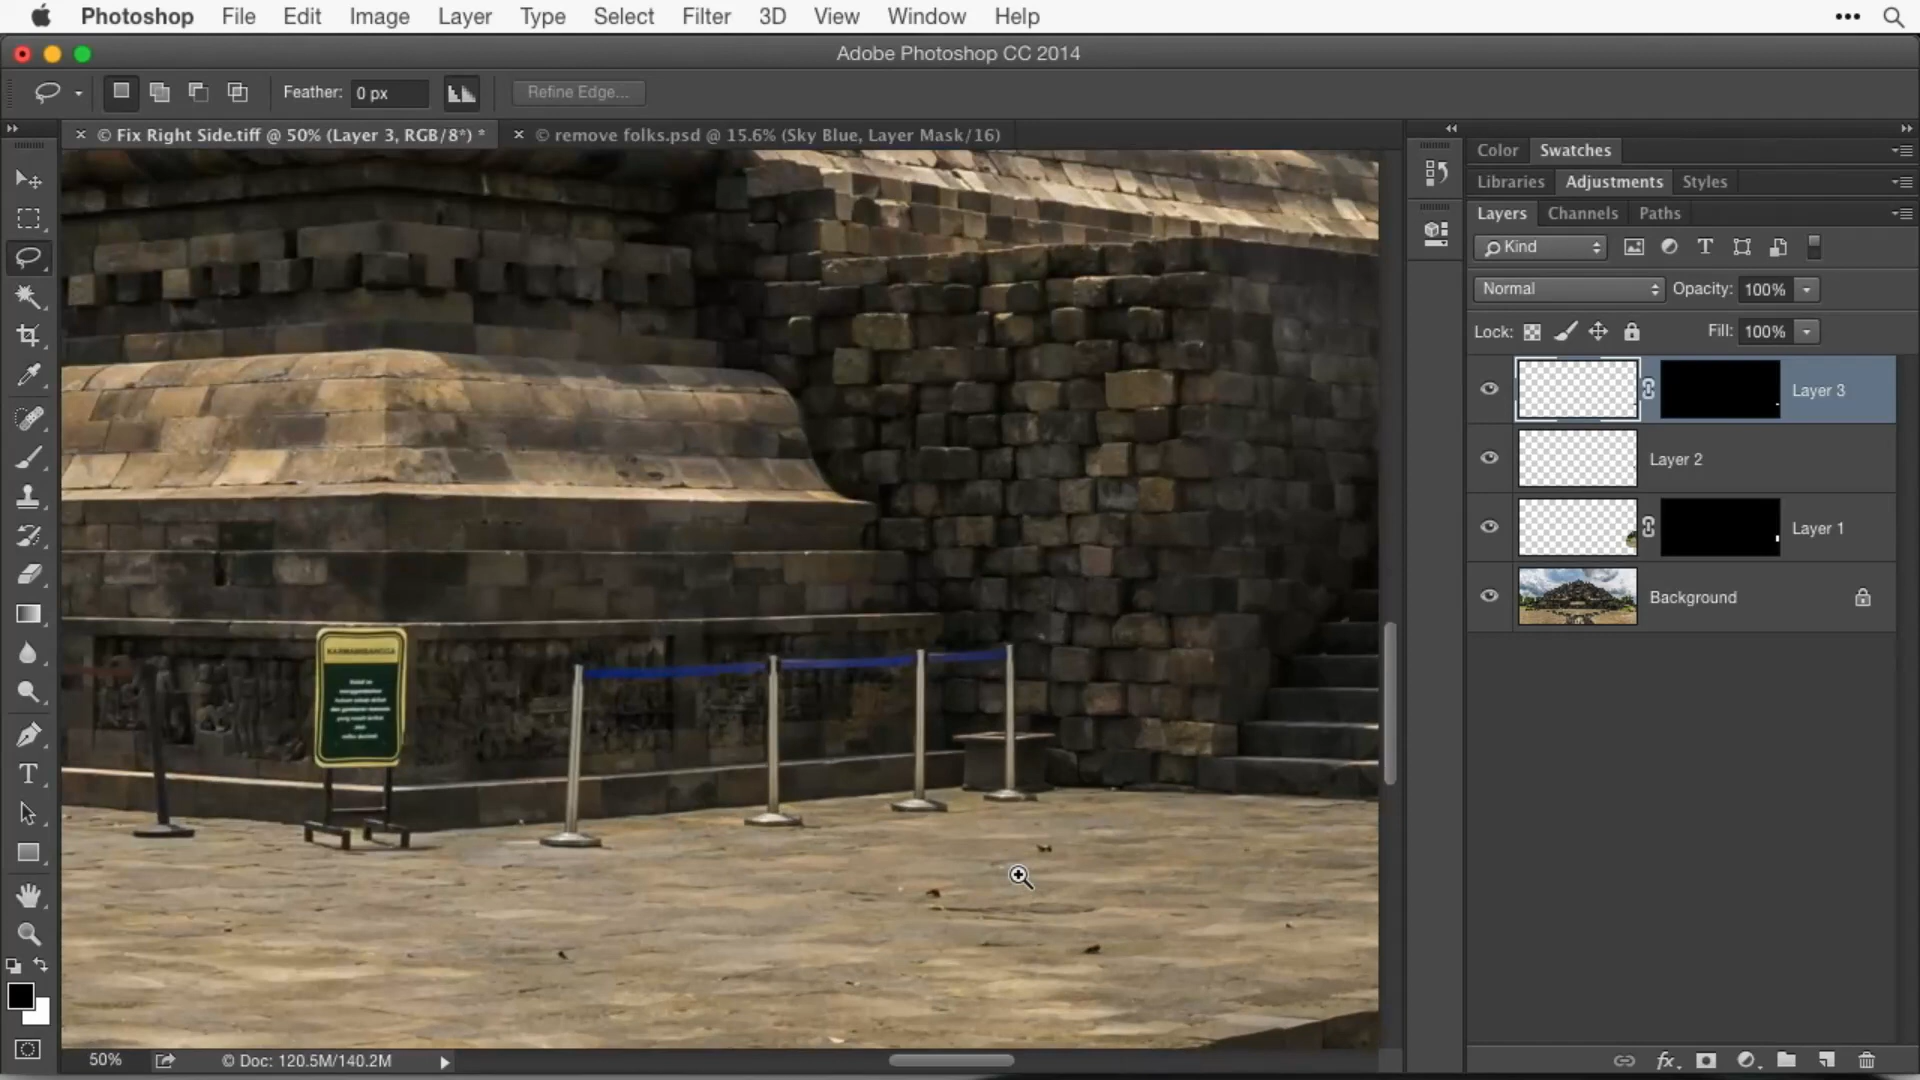 Photoshop File Edit Image Layer Type Select Filter 3D View Window Help
Adobe Photoshop CC 2014
Feather: 0 px Refine Edge...
© Fix Right Side.tiff @ 50% (Layer 3, RGB/8*) * © remove folks.psd @ 15.6% (Sky Blue, Layer Mask/16)
Color Swatches
Libraries Adjustments Styles
Layers Channels Paths
Kind
Normal Opacity: 100%
Lock: Fill: 100%
Layer 3
Layer 2
Layer 1
Background
KARMAWIBANGGA
50% © Doc: 120.5M/140.2M